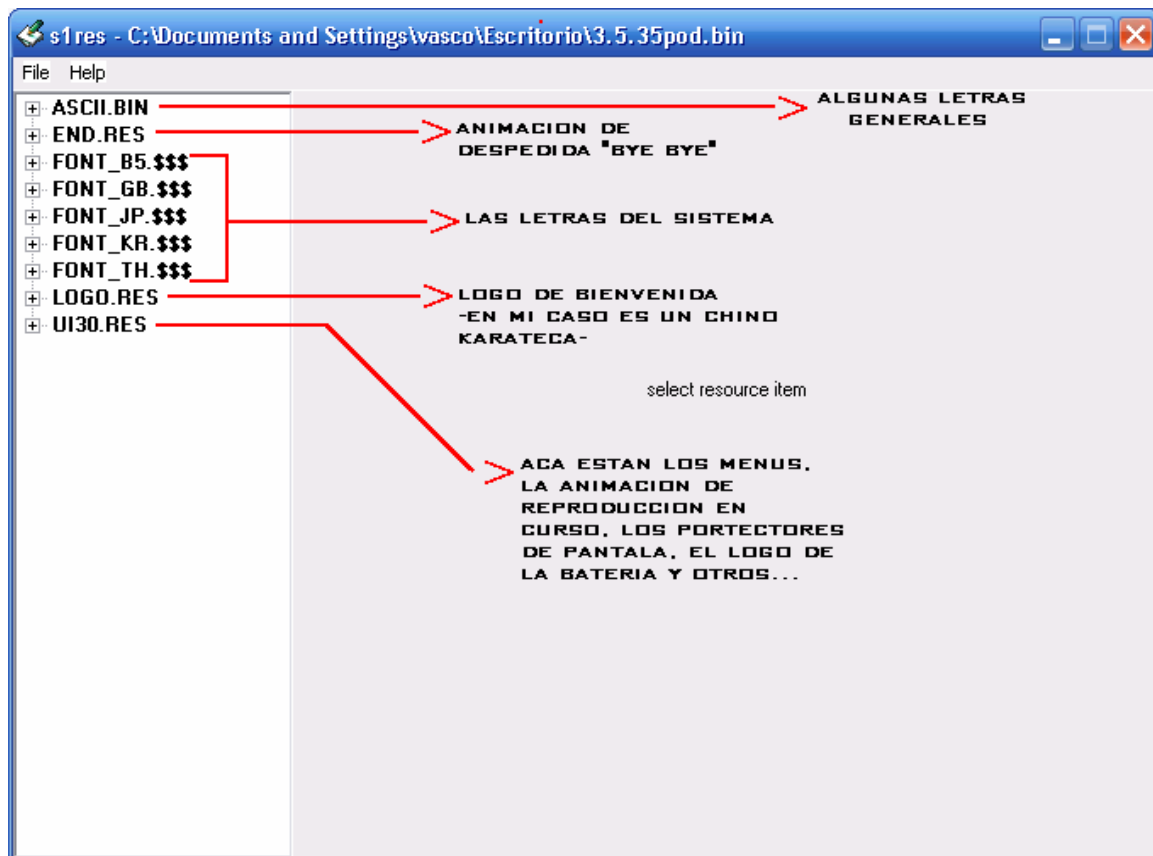 s1res - C:\Documents and Settings\vasco\Escritorio\3.5.35pod.bin
File Help
ASCII.BIN
END.RES
FONT_B5.$$$
FONT_GB.$$$
FONT_JP.$$$
FONT_KR.$$$
FONT_TH.$$$
LOGO.RES
UI30.RES
ALGUNAS LETRAS
GENERALES
ANIMACION DE
DESPEDIDA "BYE BYE"
LAS LETRAS DEL SISTEMA
LOGO DE BIENVENIDA
-EN MI CASO ES UN CHINO
KARATECA-
select resource item
ACA ESTAN LOS MENUS,
LA ANIMACION DE
REPRODUCCION EN
CURSO, LOS PORTECTORES
DE PANTALA, EL LOGO DE
LA BATERIA Y OTROS...